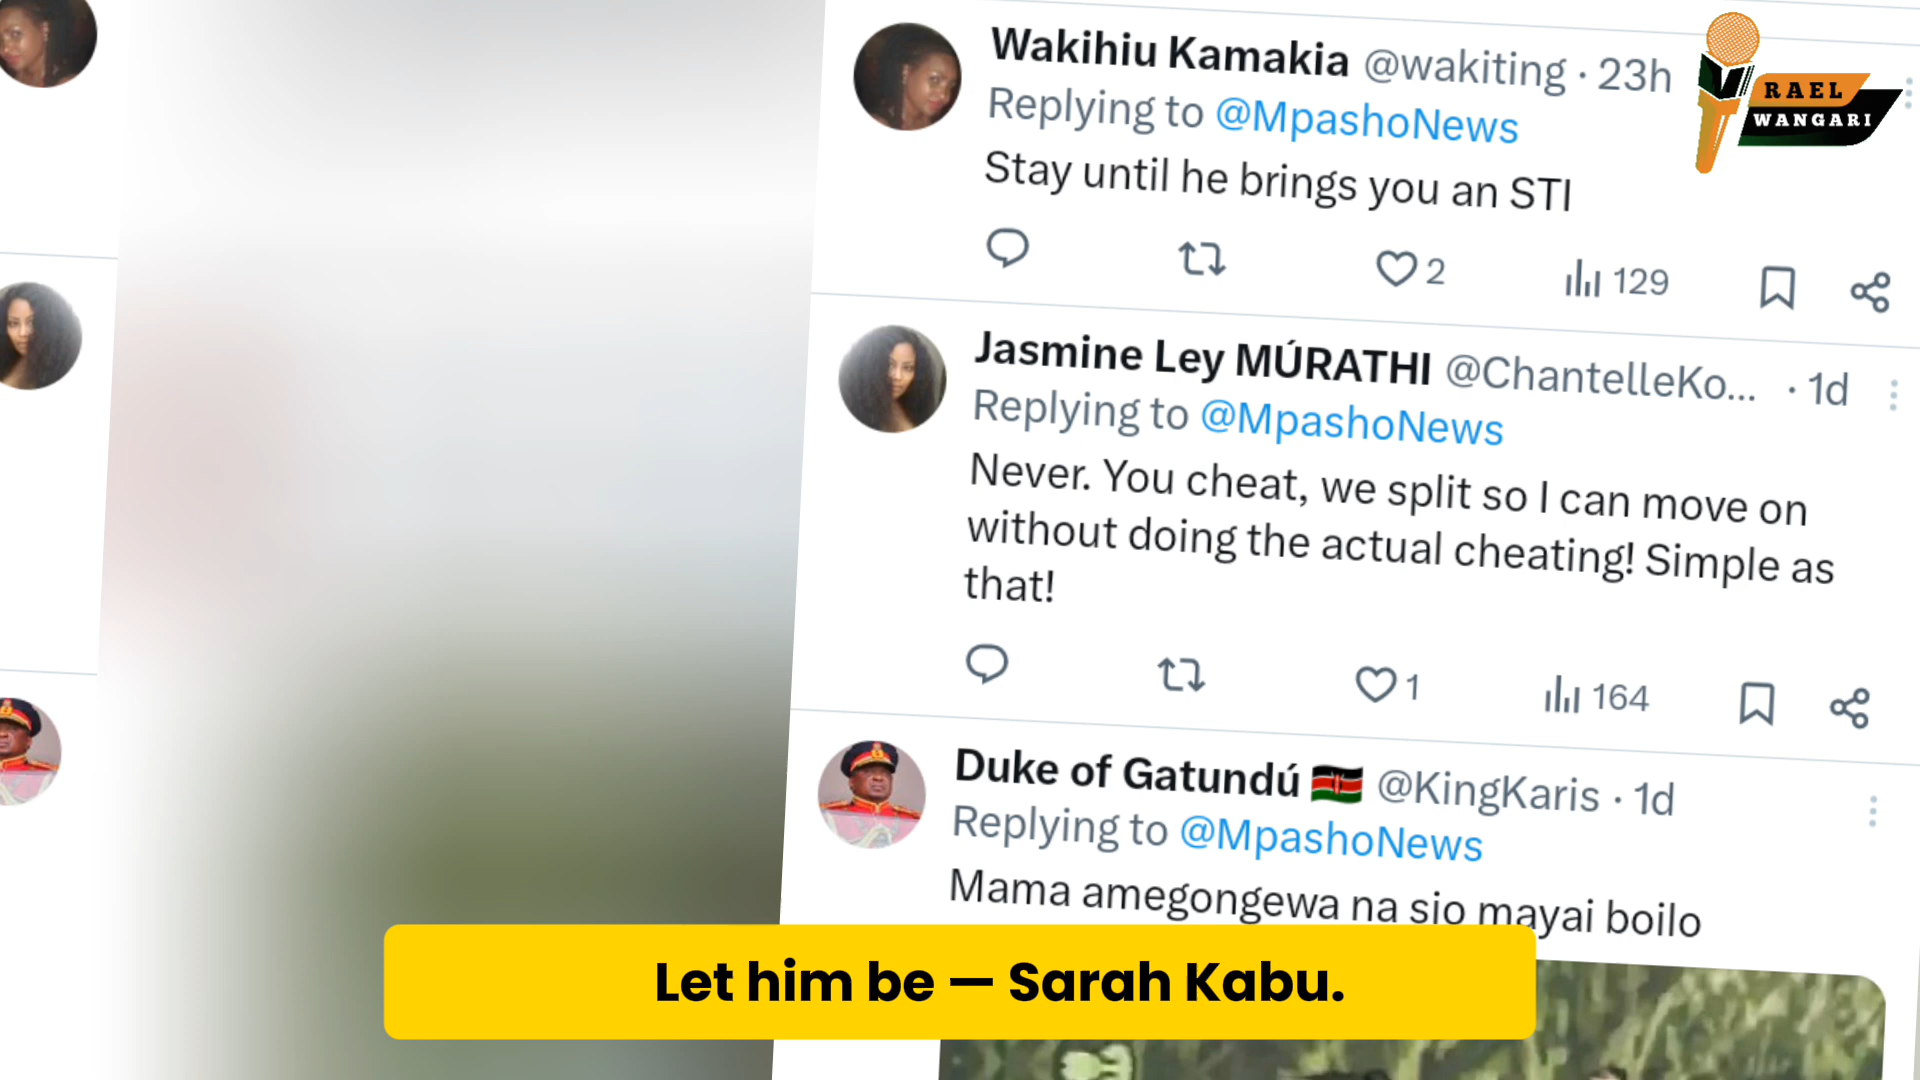 Wakihiu Kamakia @wakiting · 23h
RAEL
WANGARI
Replying to @MpashoNews
Stay until he brings you an STI
2 129
Jasmine Ley MÚRATHI @ChantelleKo... · 1d
Replying to @MpashoNews
Never. You cheat, we split so I can move on
without doing the actual cheating! Simple as
that!
1 164
Duke of Gatundú 🇰🇪 @KingKaris · 1d
Replying to @MpashoNews
Mama amegongewa na sio mayai boilo
Let him be — Sarah Kabu.